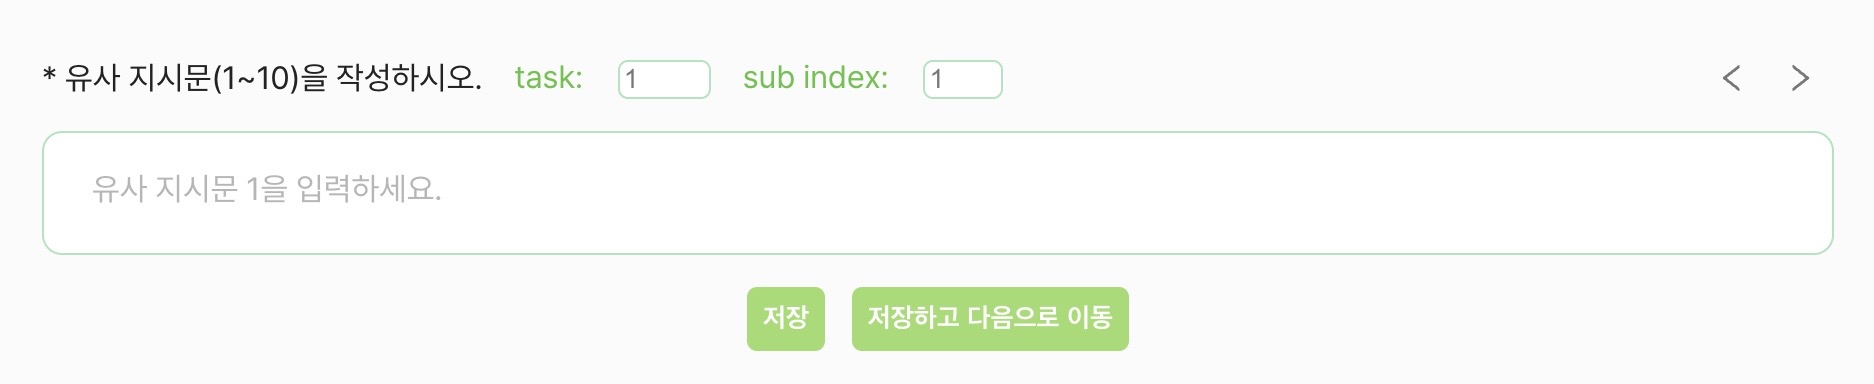 * 유사 지시문(1~10)을 작성하시오. task: 1 sub index: 1 < >
유사 지시문 1을 입력하세요.
저장 저장하고 다음으로 이동